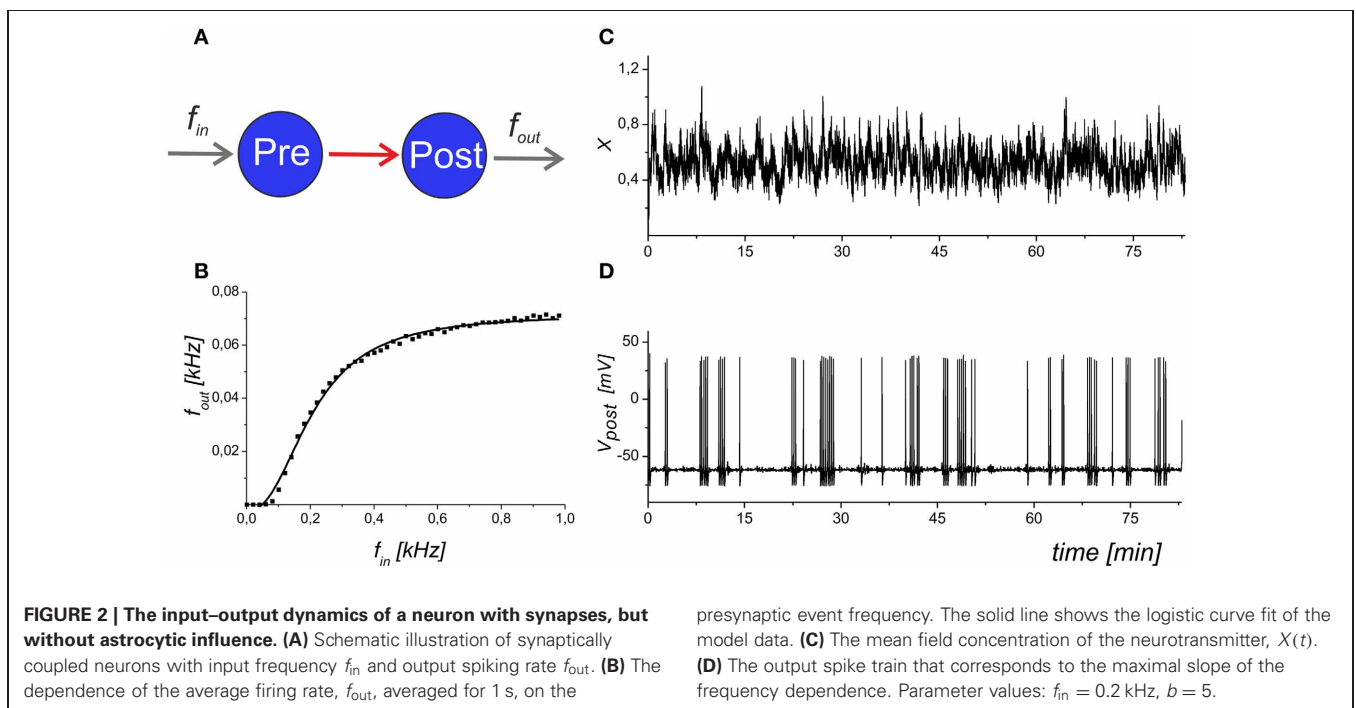 A
f_in
Pre
Post
f_out
B
0,08
0,06
0,04
0,02
f_out [kHz]
0,0 0,2 0,4 0,6 0,8 1,0
f_in [kHz]
C
1,2
0,8
0,4
X
0 15 30 45 60 75
D
50
0
-50
V_post [mV]
0 15 30 45 60 75
time [min]
FIGURE 2 | The input–output dynamics of a neuron with synapses, but
without astrocytic influence. (A) Schematic illustration of synaptically
coupled neurons with input frequency f_in and output spiking rate f_out. (B) The
dependence of the average firing rate, f_out, averaged for 1 s, on the
presynaptic event frequency. The solid line shows the logistic curve fit of the
model data. (C) The mean field concentration of the neurotransmitter, X(t).
(D) The output spike train that corresponds to the maximal slope of the
frequency dependence. Parameter values: f_in = 0.2 kHz, b = 5.